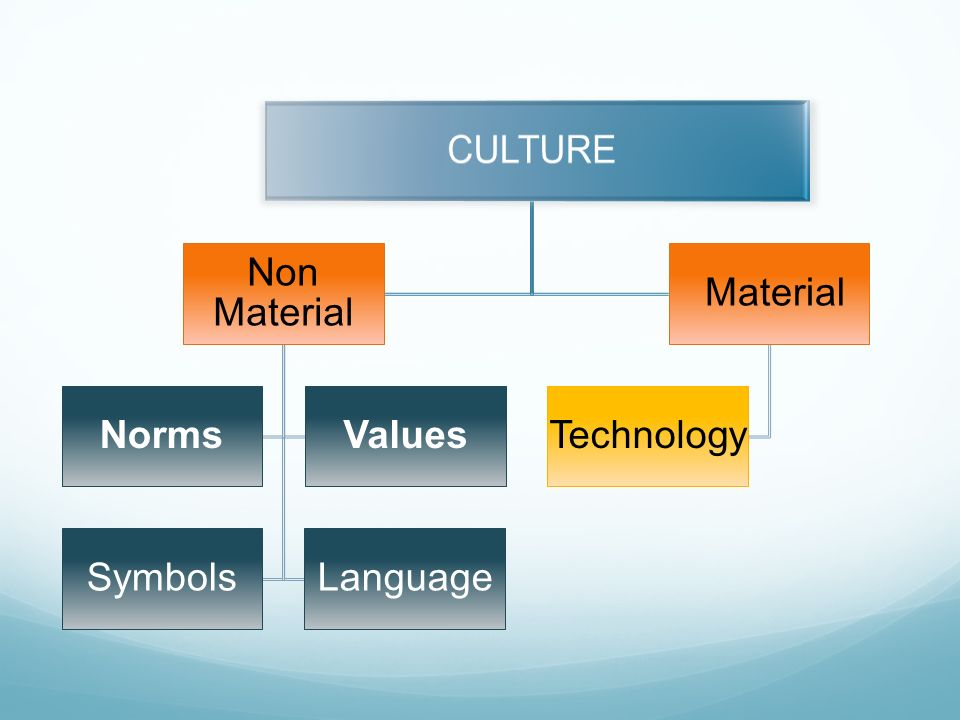 CULTURE
Non
Material
Material
Norms
Values
Technology
Symbols
Language